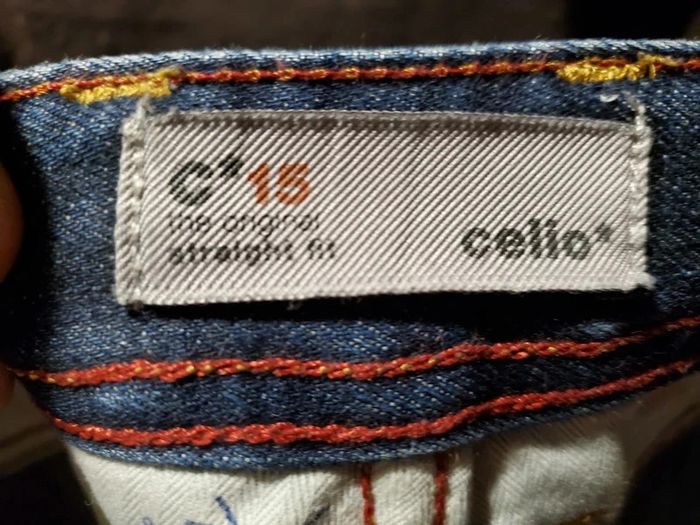 C*15
the original
straight fit
celio*